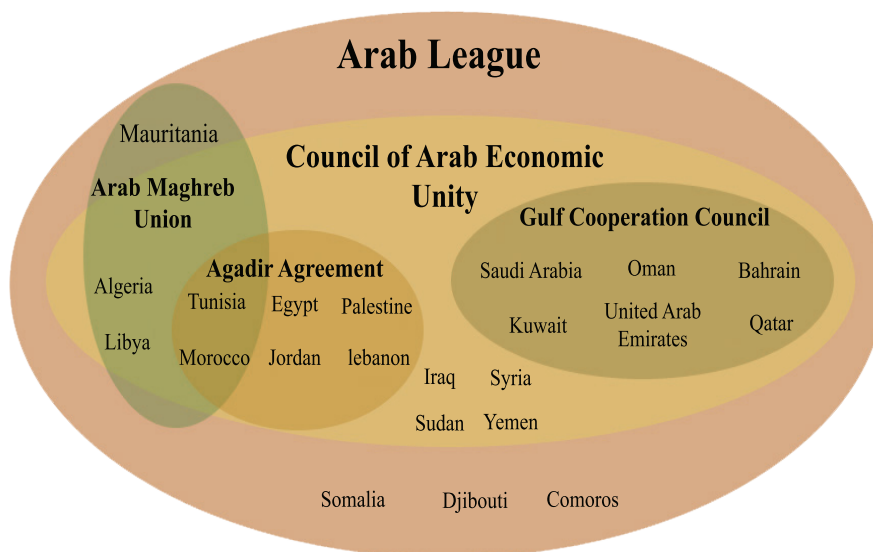 Arab League
Mauritania
Council of Arab Economic
Unity
Arab Maghreb
Union
Gulf Cooperation Council
Agadir Agreement
Saudi Arabia
Oman
Bahrain
Algeria
Tunisia
Egypt
Palestine
Kuwait
United Arab
Emirates
Qatar
Libya
Morocco
Jordan
lebanon
Iraq
Syria
Sudan
Yemen
Somalia
Djibouti
Comoros